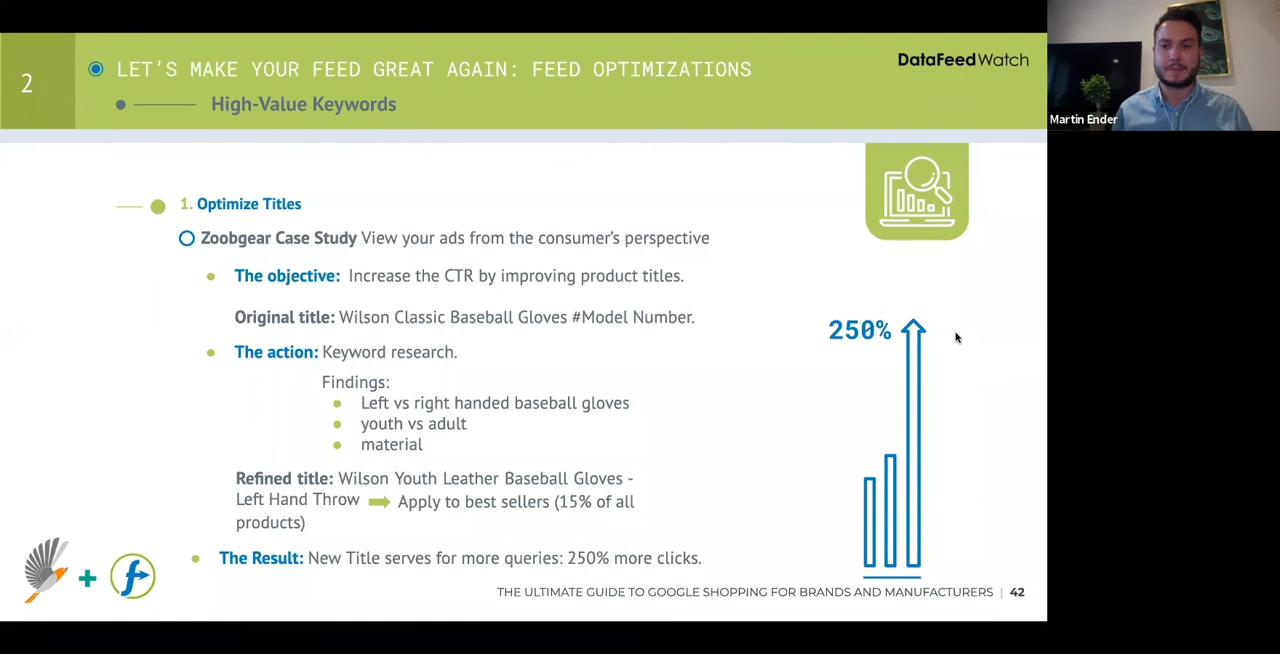 2
LET'S MAKE YOUR FEED GREAT AGAIN: FEED OPTIMIZATIONS
High-Value Keywords
DataFeedWatch
Martin Ender
1. Optimize Titles
Zoobgear Case Study View your ads from the consumer's perspective
The objective: Increase the CTR by improving product titles.
Original title: Wilson Classic Baseball Gloves #Model Number.
250%
The action: Keyword research.
Findings:
Left vs right handed baseball gloves
youth vs adult
material
Refined title: Wilson Youth Leather Baseball Gloves -
Left Hand Throw Apply to best sellers (15% of all
products)
The Result: New Title serves for more queries: 250% more clicks.
f
THE ULTIMATE GUIDE TO GOOGLE SHOPPING FOR BRANDS AND MANUFACTURERS | 42